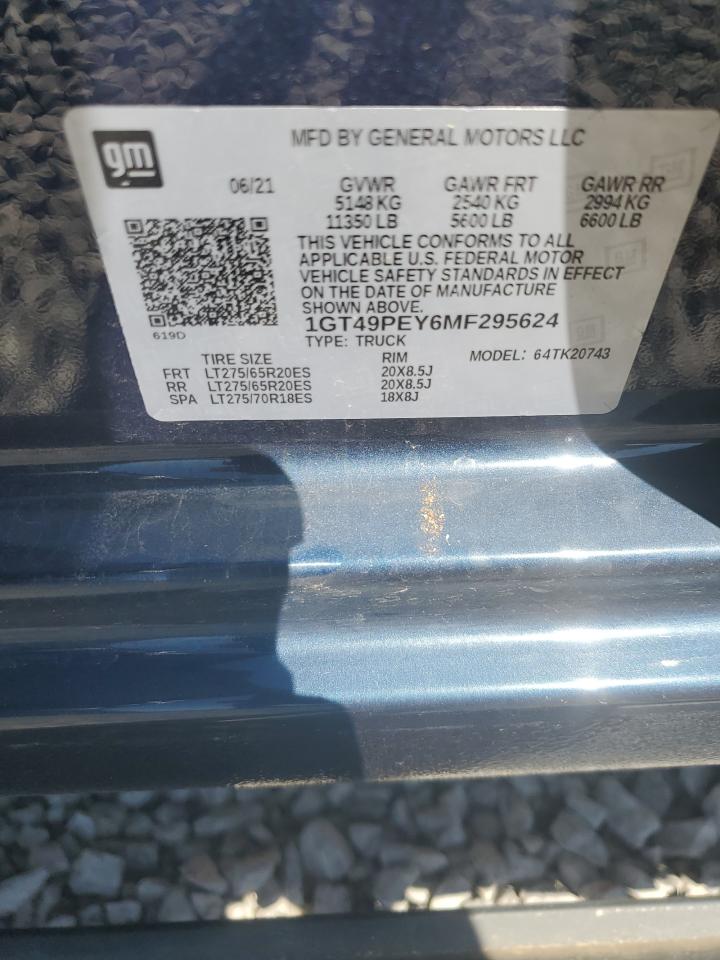 gm
MFD BY GENERAL MOTORS LLC
06/21 GVWR GAWR FRT GAWR RR
5148 KG 2540 KG 2994 KG
11350 LB 5600 LB 6600 LB
THIS VEHICLE CONFORMS TO ALL
APPLICABLE U.S. FEDERAL MOTOR
VEHICLE SAFETY STANDARDS IN EFFECT
ON THE DATE OF MANUFACTURE
SHOWN ABOVE.
619D
1GT49PEY6MF295624
TYPE: TRUCK
TIRE SIZE RIM MODEL: 64TK20743
FRT LT275/65R20ES 20X8.5J
RR LT275/65R20ES 20X8.5J
SPA LT275/70R18ES 18X8J